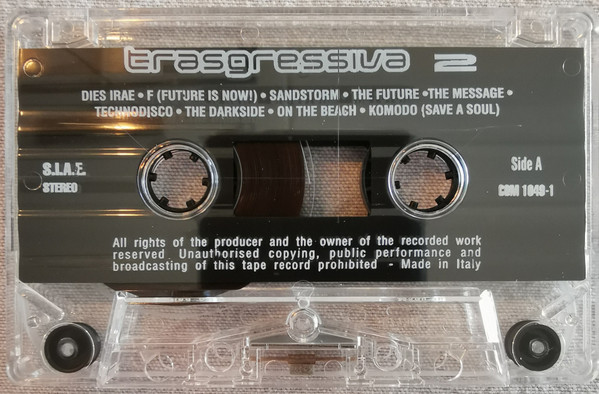 trasgressiva 2
DIES IRAE • F (FUTURE IS NOW!) • SANDSTORM • THE FUTURE • THE MESSAGE •
TECHNODISCO • THE DARKSIDE • ON THE BEACH • KOMODO (SAVE A SOUL)
S.I.A.E.
STEREO
Side A
CDM 1049-1
All rights of the producer and the owner of the recorded work
reserved Unauthorised copying, public performance and
broadcasting of this tape record prohibited - Made in Italy